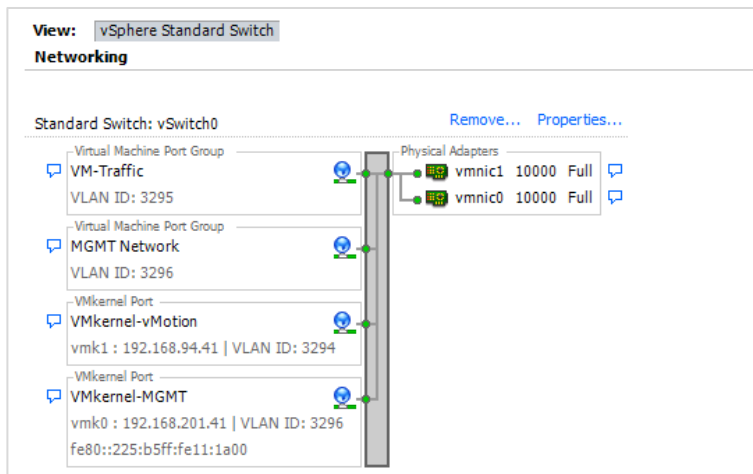 View: vSphere Standard Switch
Networking
Standard Switch: vSwitch0 Remove... Properties...
Virtual Machine Port Group
VM-Traffic
VLAN ID: 3295
Physical Adapters
vmnic1 10000 Full
vmnic0 10000 Full
Virtual Machine Port Group
MGMT Network
VLAN ID: 3296
VMkernel Port
VMkernel-vMotion
vmk1 : 192.168.94.41 | VLAN ID: 3294
VMkernel Port
VMkernel-MGMT
vmk0 : 192.168.201.41 | VLAN ID: 3296
fe80::225:b5ff:fe11:1a00